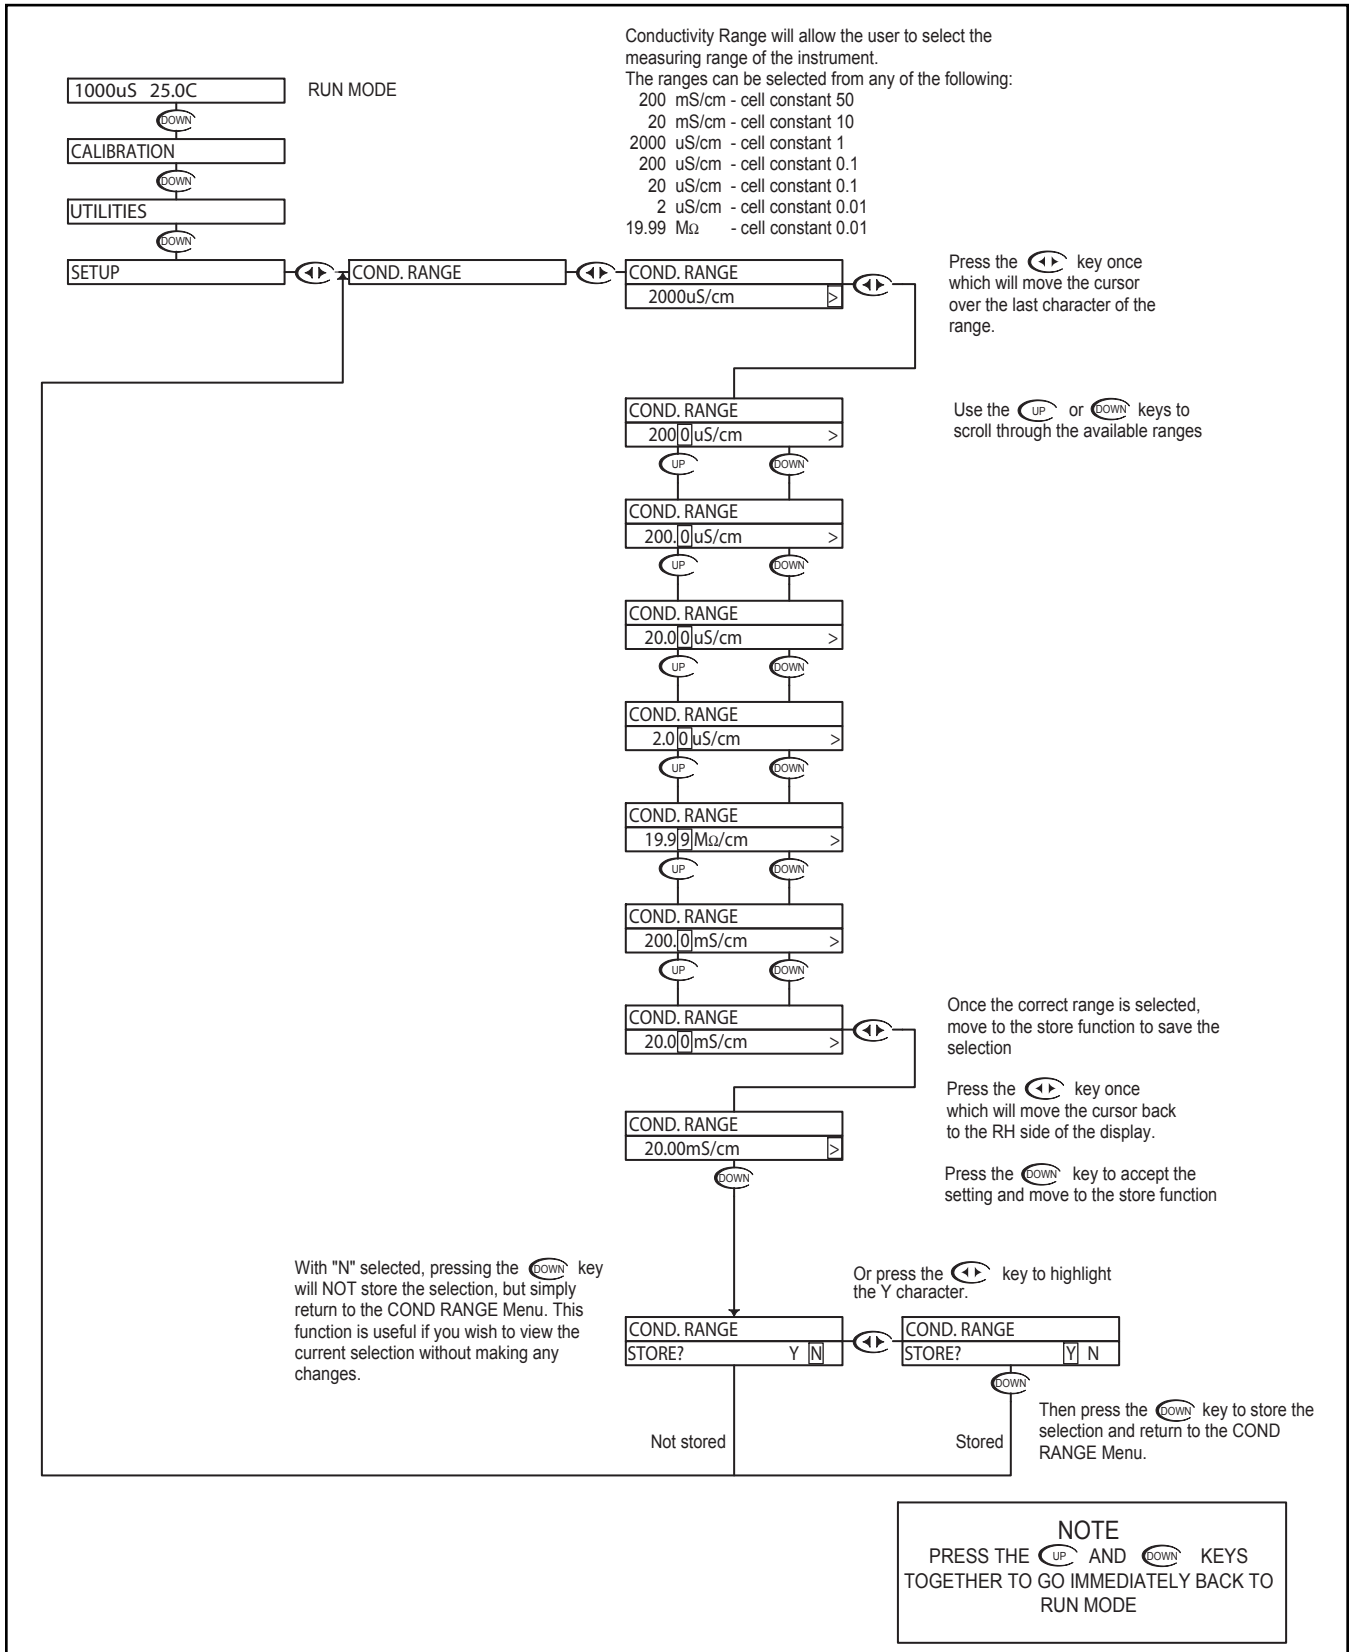 Conductivity Range will allow the user to select the
measuring range of the instrument.
The ranges can be selected from any of the following:
200 mS/cm - cell constant 50
20 mS/cm - cell constant 10
2000 uS/cm - cell constant 1
200 uS/cm - cell constant 0.1
20 uS/cm - cell constant 0.1
2 uS/cm - cell constant 0.01
19.99 MΩ - cell constant 0.01
1000uS 25.0C
RUN MODE
DOWN
CALIBRATION
DOWN
UTILITIES
DOWN
SETUP
COND. RANGE
COND. RANGE
2000uS/cm >
Press the key once
which will move the cursor
over the last character of the
range.
COND. RANGE
2000uS/cm >
UP DOWN
Use the UP or DOWN keys to
scroll through the available ranges
COND. RANGE
200.0uS/cm >
UP DOWN
COND. RANGE
20.00uS/cm >
UP DOWN
COND. RANGE
2.00uS/cm >
UP DOWN
COND. RANGE
19.99MΩ/cm >
UP DOWN
COND. RANGE
200.0mS/cm >
UP DOWN
COND. RANGE
20.00mS/cm >
Once the correct range is selected,
move to the store function to save the
selection
Press the key once
which will move the cursor back
to the RH side of the display.
COND. RANGE
20.00mS/cm >
DOWN
Press the DOWN key to accept the
setting and move to the store function
With "N" selected, pressing the DOWN key
will NOT store the selection, but simply
return to the COND RANGE Menu. This
function is useful if you wish to view the
current selection without making any
changes.
Or press the key to highlight
the Y character.
COND. RANGE
STORE? Y N
COND. RANGE
STORE? Y N
DOWN
Then press the DOWN key to store the
selection and return to the COND
RANGE Menu.
Not stored
Stored
NOTE
PRESS THE UP AND DOWN KEYS
TOGETHER TO GO IMMEDIATELY BACK TO
RUN MODE